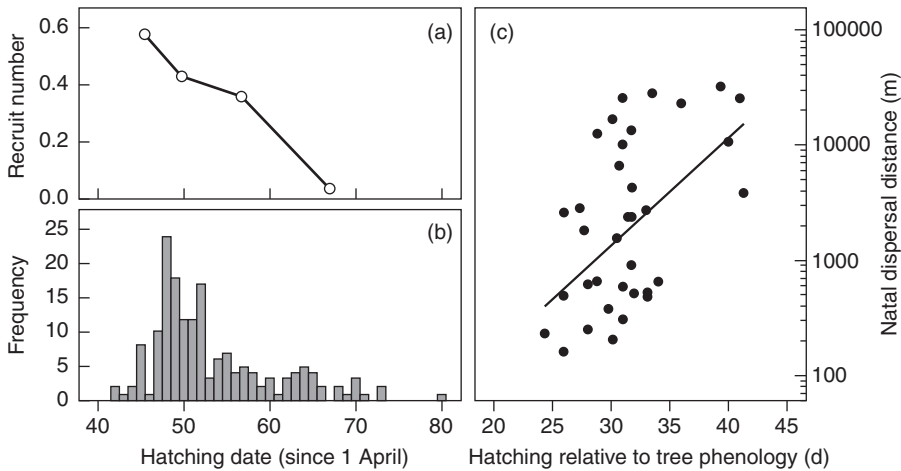 (a)
Recruit number
0.6
0.4
0.2
0.0
(b)
Frequency
25
20
15
10
5
0
40 50 60 70 80
Hatching date (since 1 April)
(c)
Natal dispersal distance (m)
100000
10000
1000
100
20 25 30 35 40 45
Hatching relative to tree phenology (d)